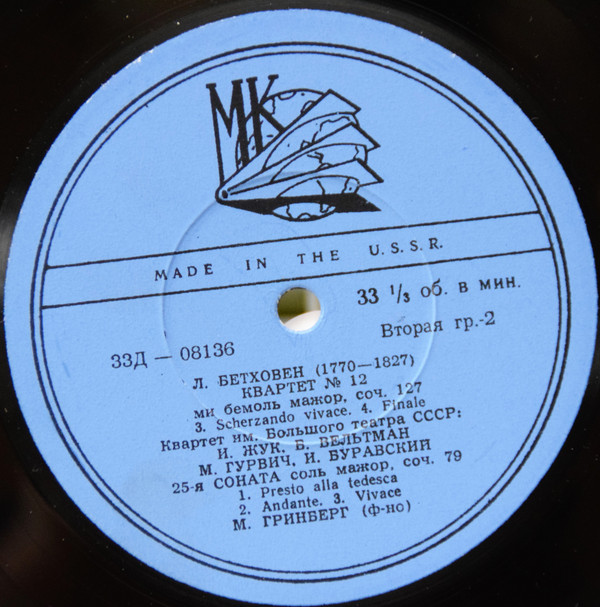 МК
MADE IN THE U.S.S.R.
33 1/3 об. в мин.
Вторая гр.-2
33Д — 08136
Л. БЕТХОВЕН (1770—1827)
КВАРТЕТ № 12
ми бемоль мажор, соч. 127
3. Scherzando vivace. 4. Finale
Квартет им. Большого театра СССР:
И. ЖУК, Б. ВЕЛЬТМАН
М. ГУРВИЧ, И. БУРАВСКИЙ
25-я СОНАТА соль мажор, соч. 79
1. Presto alla tedesca
2. Andante. 3. Vivace
М. ГРИНБЕРГ (ф-но)